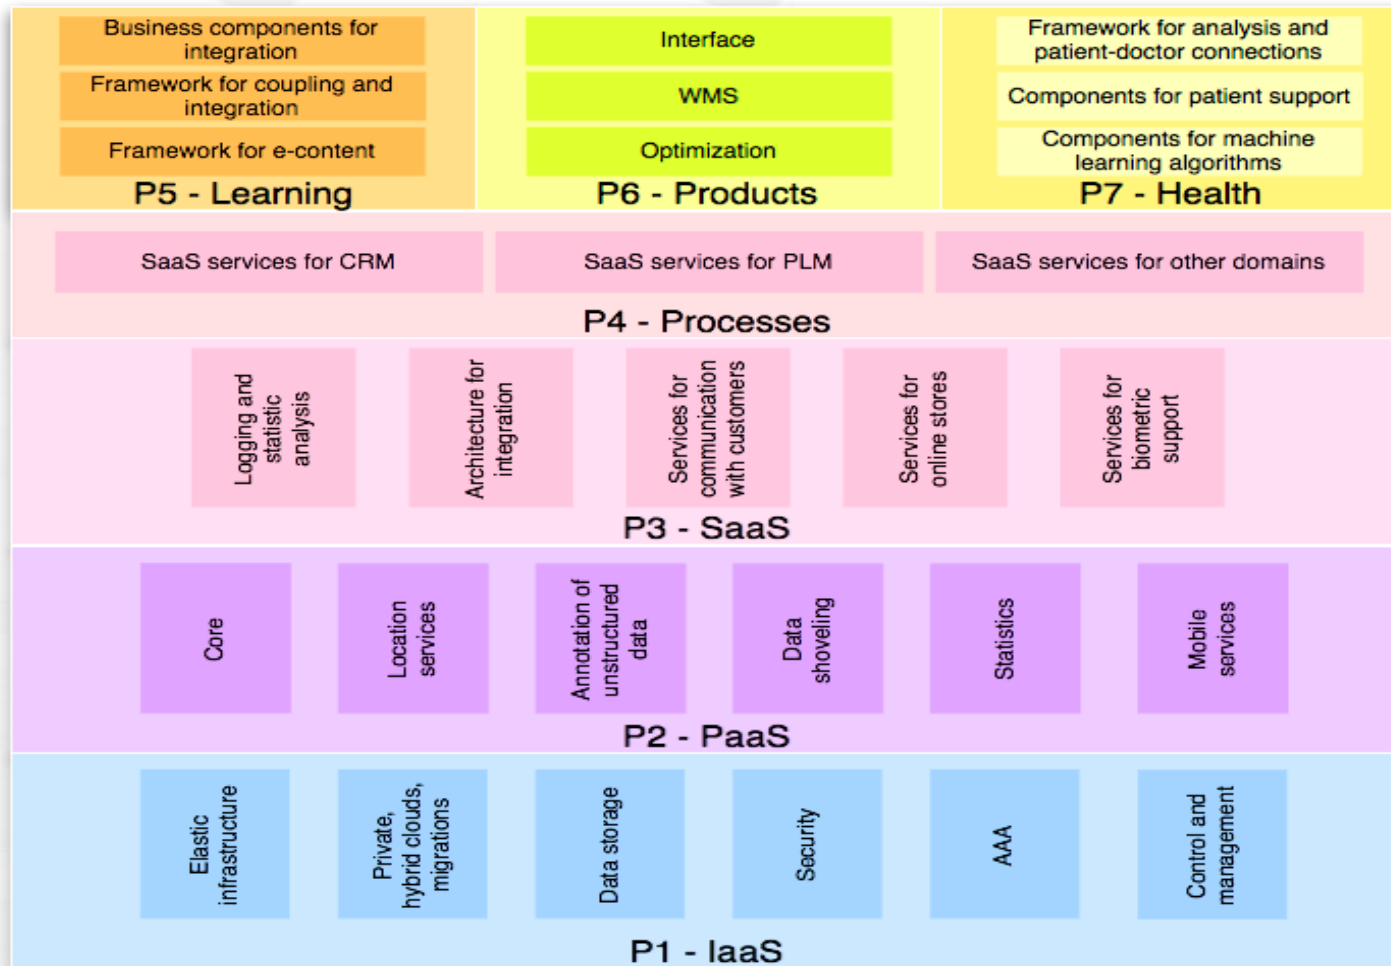 Business components for
integration
Framework for coupling and
integration
Framework for e-content
P5 - Learning
Interface
WMS
Optimization
P6 - Products
Framework for analysis and
patient-doctor connections
Components for patient support
Components for machine
learning algorithms
P7 - Health
SaaS services for CRM
SaaS services for PLM
SaaS services for other domains
P4 - Processes
Logging and
statistic
analysis
Architecture for
integration
Services for
communication
with customers
Services for
online stores
Services for
biometric
support
P3 - SaaS
Core
Location
services
Annotation of
unstructured
data
Data
shoveling
Statistics
Mobile
services
P2 - PaaS
Elastic
infrastructure
Private,
hybrid clouds,
migrations
Data storage
Security
AAA
Control and
management
P1 - IaaS